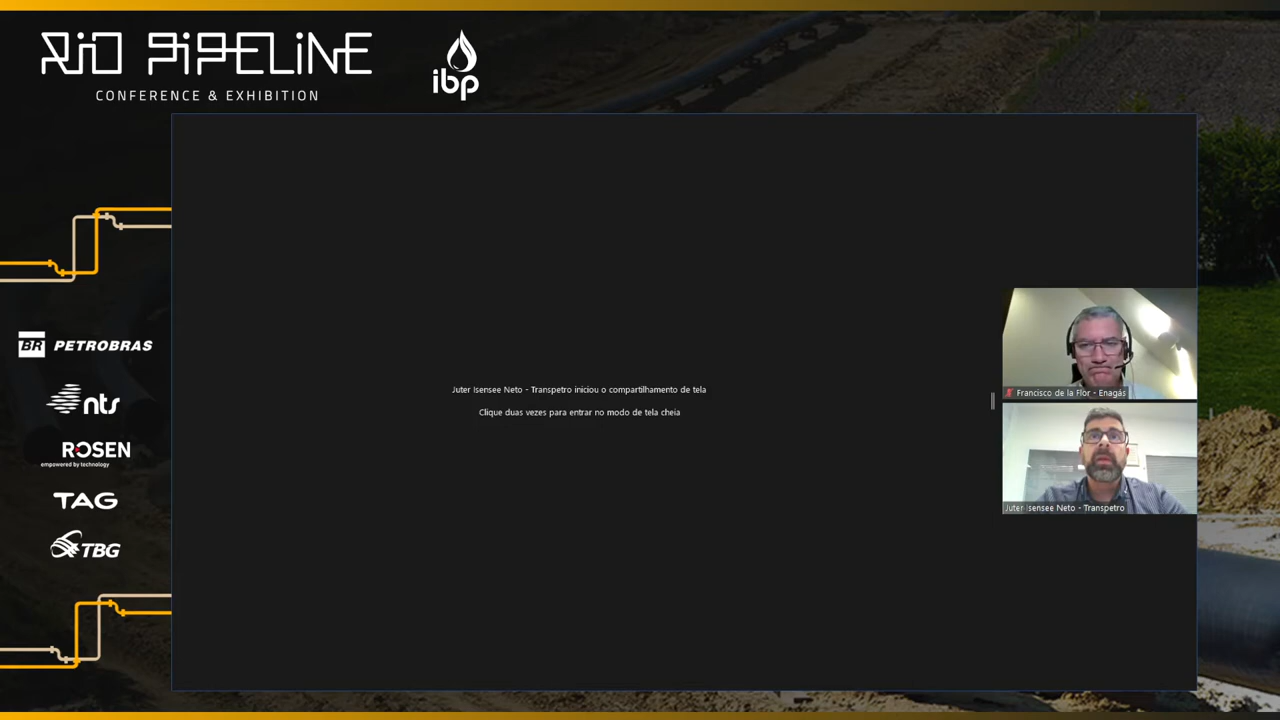 RiO PiPELiNE
CONFERENCE & EXHIBITION
ibp
BR PETROBRAS
nts
ROSEN
empowered by technology
TAG
TBG
Juter Isensee Neto - Transpetro iniciou o compartilhamento de tela
Clique duas vezes para entrar no modo de tela cheia
Francisco de la Flor - Enagás
Juter Isensee Neto - Transpetro